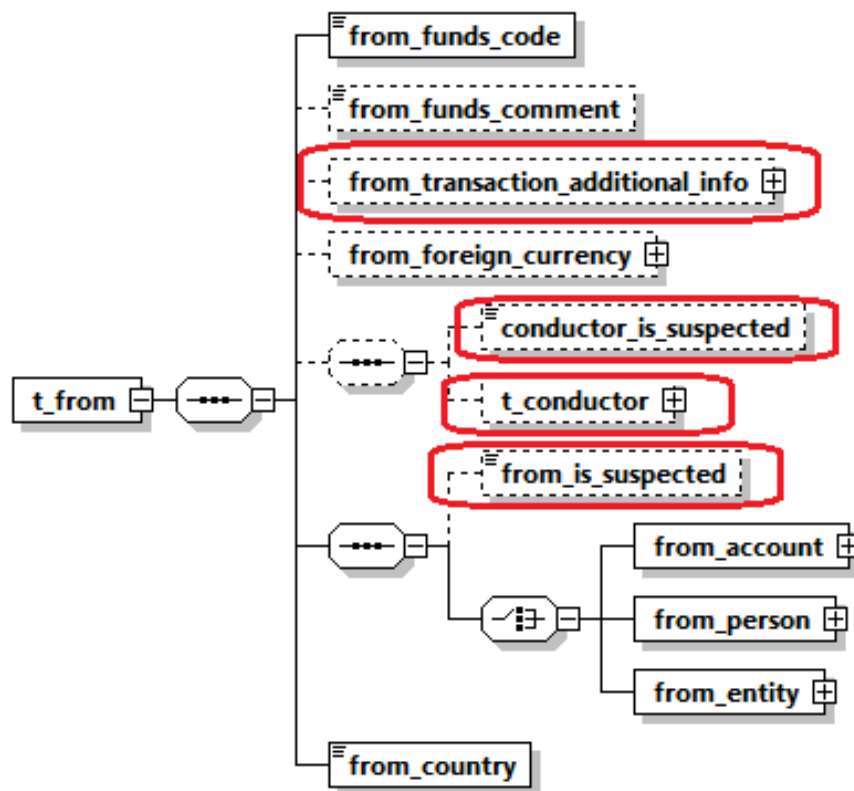 from_funds_code
from_funds_comment
from_transaction_additional_info
from_foreign_currency
conductor_is_suspected
t_from
t_conductor
from_is_suspected
from_account
from_person
from_entity
from_country